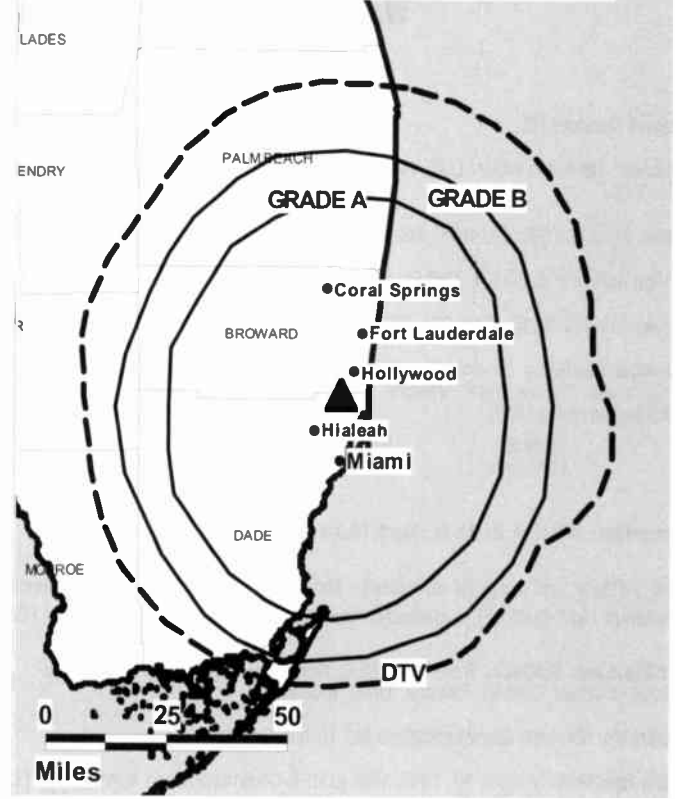 LADES
ENDRY
PALM BEACH
GRADE A
GRADE B
Coral Springs
R
BROWARD
Fort Lauderdale
Hollywood
Hialeah
Miami
DADE
MONROE
DTV
0 25 50
Miles